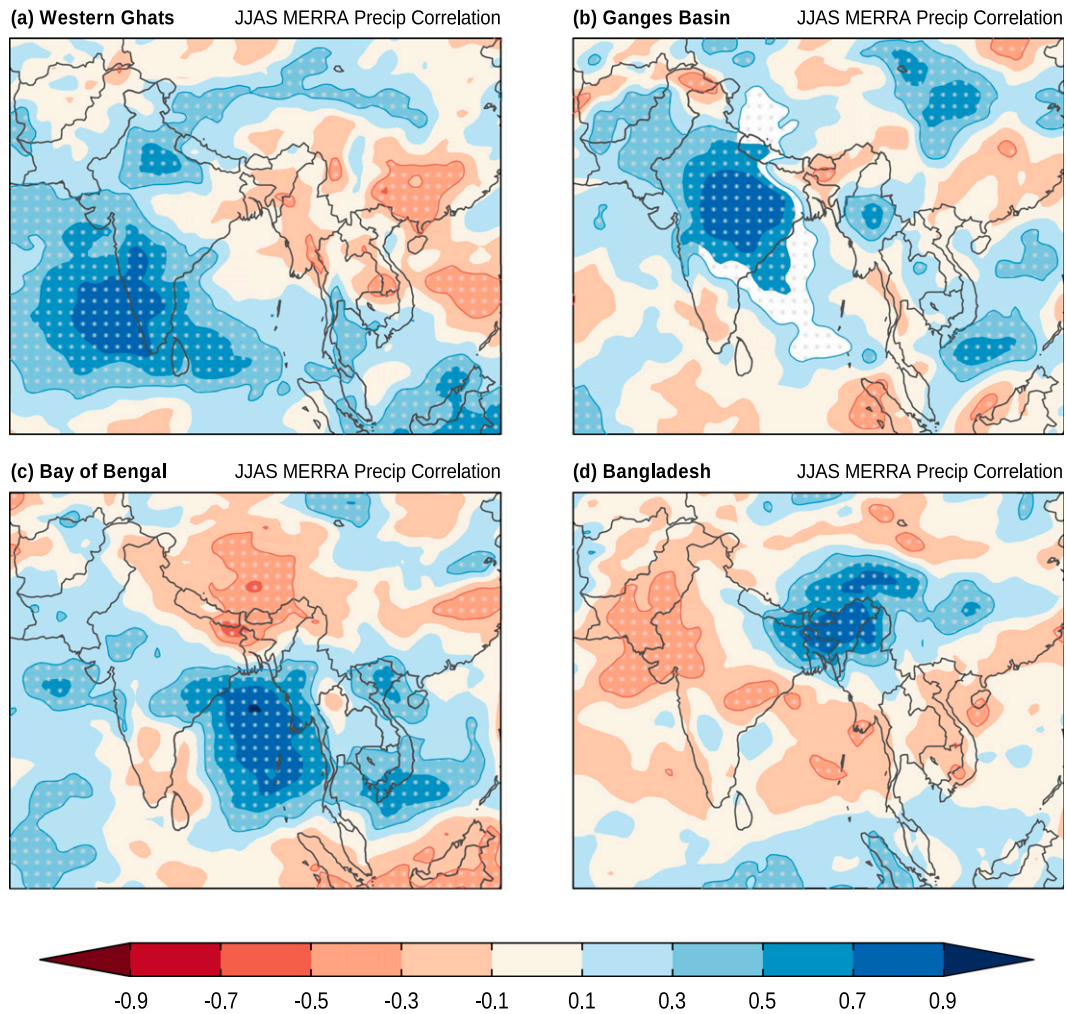 (a) Western Ghats JJAS MERRA Precip Correlation
(b) Ganges Basin JJAS MERRA Precip Correlation
(c) Bay of Bengal JJAS MERRA Precip Correlation
(d) Bangladesh JJAS MERRA Precip Correlation
-0.9 -0.7 -0.5 -0.3 -0.1 0.1 0.3 0.5 0.7 0.9